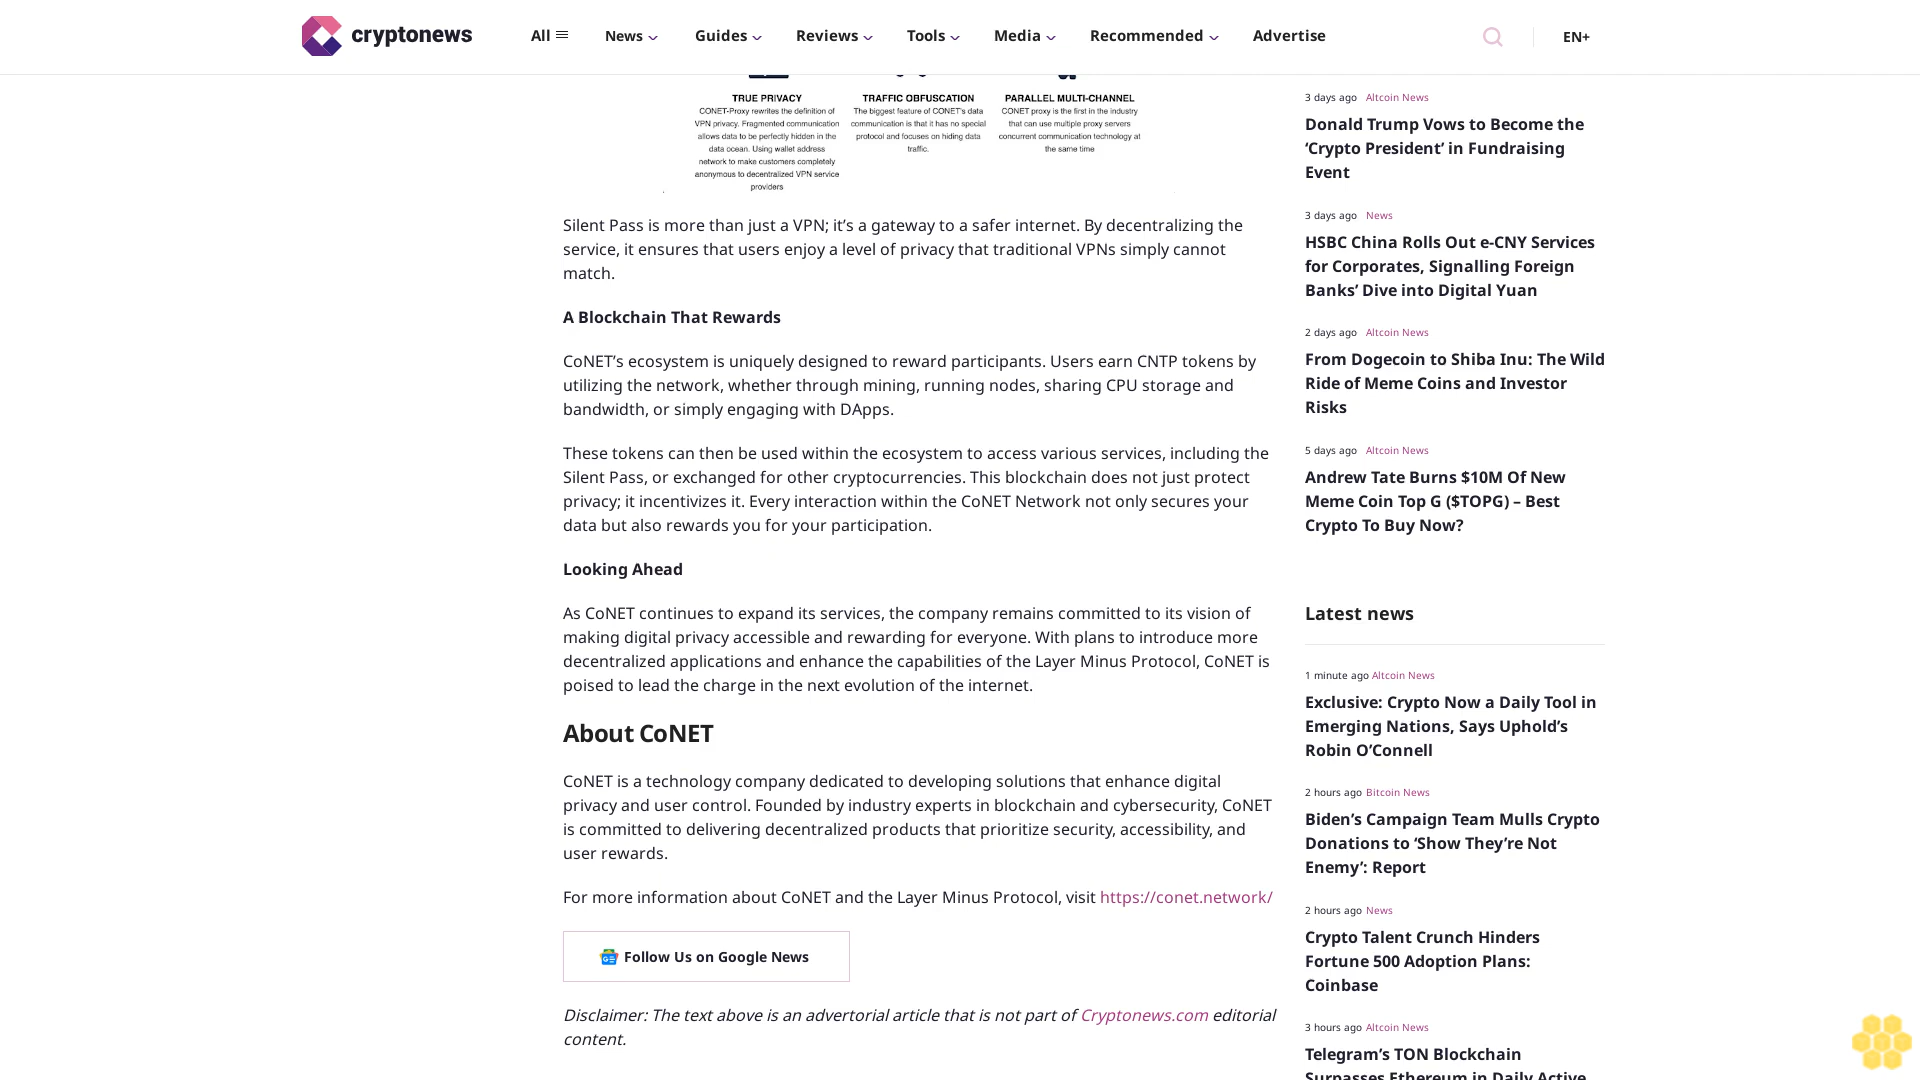 cryptonews
All
News
Guides
Reviews
Tools
Media
Recommended
Advertise
EN+
TRUE PRIVACY
CONET-Proxy rewrites the definition of
VPN privacy. Fragmented communication
allows data to be perfectly hidden in the
data ocean. Using wallet address
network to make customers completely
anonymous to decentralized VPN service
providers
TRAFFIC OBFUSCATION
The biggest feature of CONET's data
communication is that it has no special
protocol and focuses on hiding data
traffic.
PARALLEL MULTI-CHANNEL
CONET proxy is the first in the industry
that can use multiple proxy servers
concurrent communication technology at
the same time
Silent Pass is more than just a VPN; it’s a gateway to a safer internet. By decentralizing the
service, it ensures that users enjoy a level of privacy that traditional VPNs simply cannot
match.
A Blockchain That Rewards
CoNET’s ecosystem is uniquely designed to reward participants. Users earn CNTP tokens by
utilizing the network, whether through mining, running nodes, sharing CPU storage and
bandwidth, or simply engaging with DApps.
These tokens can then be used within the ecosystem to access various services, including the
Silent Pass, or exchanged for other cryptocurrencies. This blockchain does not just protect
privacy; it incentivizes it. Every interaction within the CoNET Network not only secures your
data but also rewards you for your participation.
Looking Ahead
As CoNET continues to expand its services, the company remains committed to its vision of
making digital privacy accessible and rewarding for everyone. With plans to introduce more
decentralized applications and enhance the capabilities of the Layer Minus Protocol, CoNET is
poised to lead the charge in the next evolution of the internet.
About CoNET
CoNET is a technology company dedicated to developing solutions that enhance digital
privacy and user control. Founded by industry experts in blockchain and cybersecurity, CoNET
is committed to delivering decentralized products that prioritize security, accessibility, and
user rewards.
For more information about CoNET and the Layer Minus Protocol, visit https://conet.network/
Follow Us on Google News
Disclaimer: The text above is an advertorial article that is not part of Cryptonews.com editorial
content.
3 days ago Altcoin News
Donald Trump Vows to Become the
‘Crypto President’ in Fundraising
Event
3 days ago News
HSBC China Rolls Out e-CNY Services
for Corporates, Signalling Foreign
Banks’ Dive into Digital Yuan
2 days ago Altcoin News
From Dogecoin to Shiba Inu: The Wild
Ride of Meme Coins and Investor
Risks
5 days ago Altcoin News
Andrew Tate Burns $10M Of New
Meme Coin Top G ($TOPG) – Best
Crypto To Buy Now?
Latest news
1 minute ago Altcoin News
Exclusive: Crypto Now a Daily Tool in
Emerging Nations, Says Uphold’s
Robin O’Connell
2 hours ago Bitcoin News
Biden’s Campaign Team Mulls Crypto
Donations to ‘Show They’re Not
Enemy’: Report
2 hours ago News
Crypto Talent Crunch Hinders
Fortune 500 Adoption Plans:
Coinbase
3 hours ago Altcoin News
Telegram’s TON Blockchain
Surpasses Ethereum in Daily Active